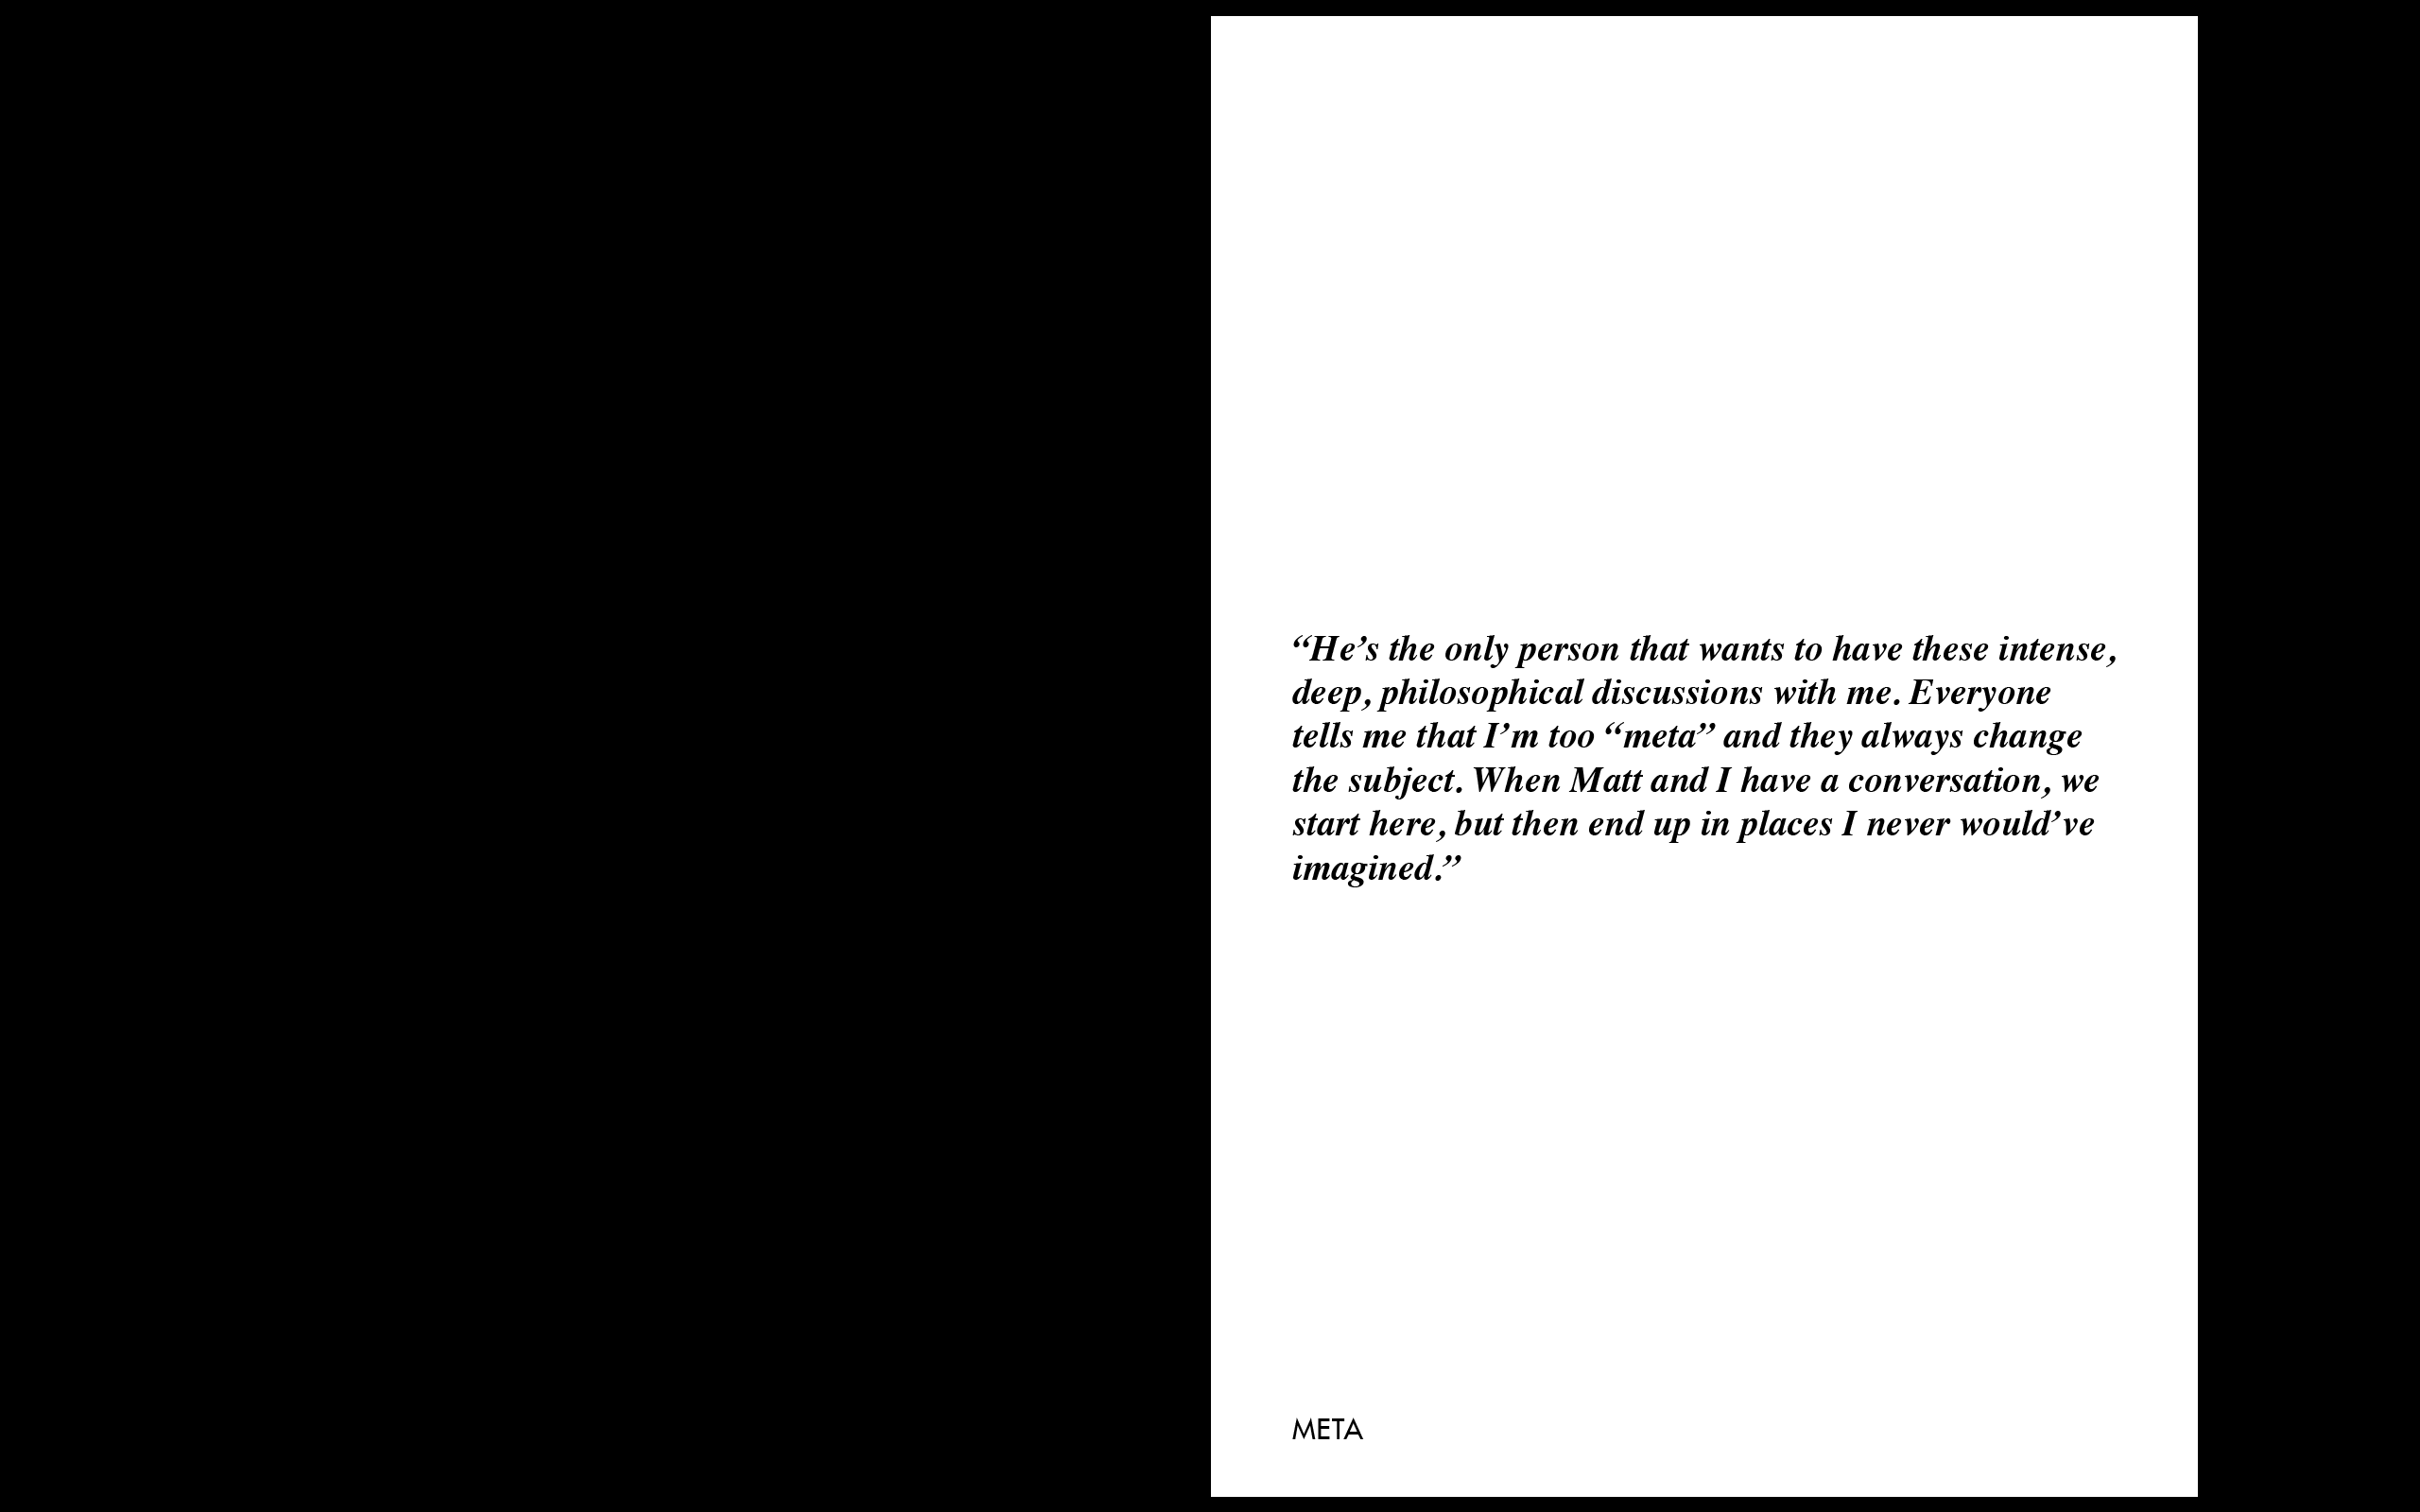 “He’s the only person that wants to have these intense,
deep, philosophical discussions with me. Everyone
tells me that I’m too “meta” and they always change
the subject. When Matt and I have a conversation, we
start here, but then end up in places I never would’ve
imagined.”
META